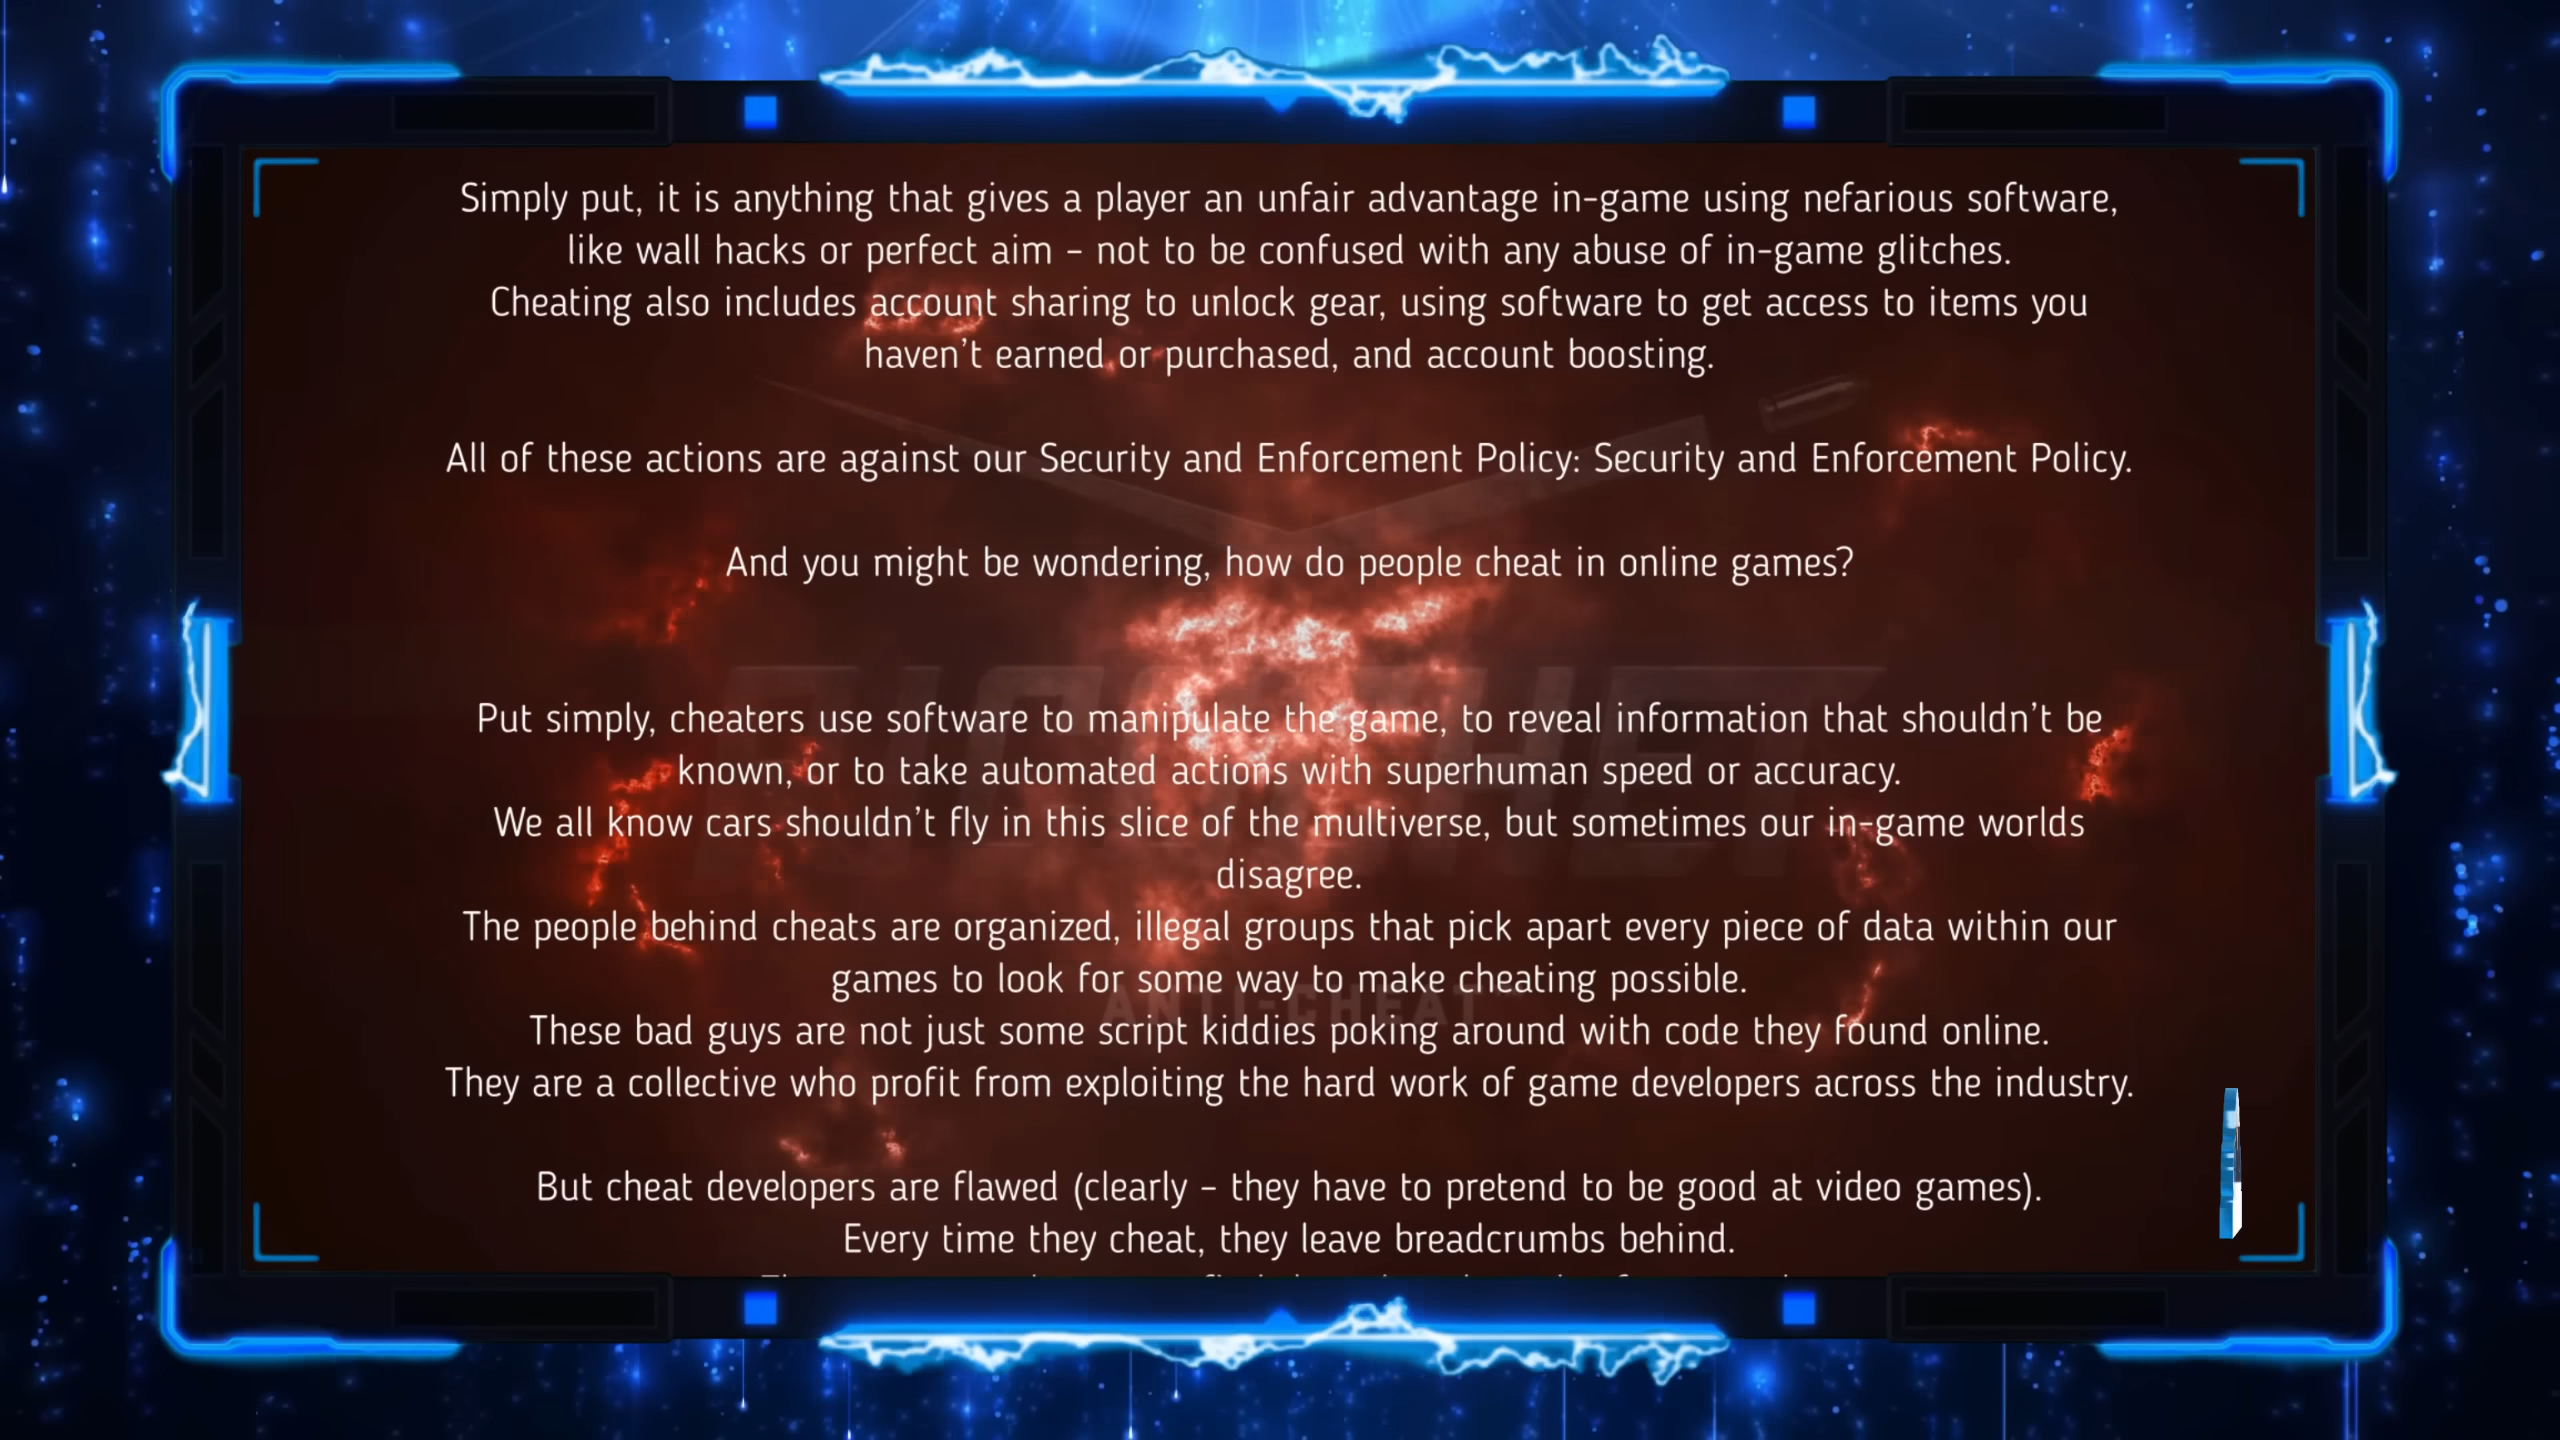 Simply put, it is anything that gives a player an unfair advantage in-game using nefarious software,
like wall hacks or perfect aim – not to be confused with any abuse of in-game glitches.
Cheating also includes account sharing to unlock gear, using software to get access to items you
haven't earned or purchased, and account boosting.
All of these actions are against our Security and Enforcement Policy: Security and Enforcement Policy.
And you might be wondering, how do people cheat in online games?
Put simply, cheaters use software to manipulate the game, to reveal information that shouldn't be
known, or to take automated actions with superhuman speed or accuracy.
We all know cars shouldn't fly in this slice of the multiverse, but sometimes our in-game worlds
disagree.
The people behind cheats are organized, illegal groups that pick apart every piece of data within our
games to look for some way to make cheating possible.
ANTI-CHEAT
These bad guys are not just some script kiddies poking around with code they found online.
They are a collective who profit from exploiting the hard work of game developers across the industry.
But cheat developers are flawed (clearly – they have to pretend to be good at video games).
Every time they cheat, they leave breadcrumbs behind.